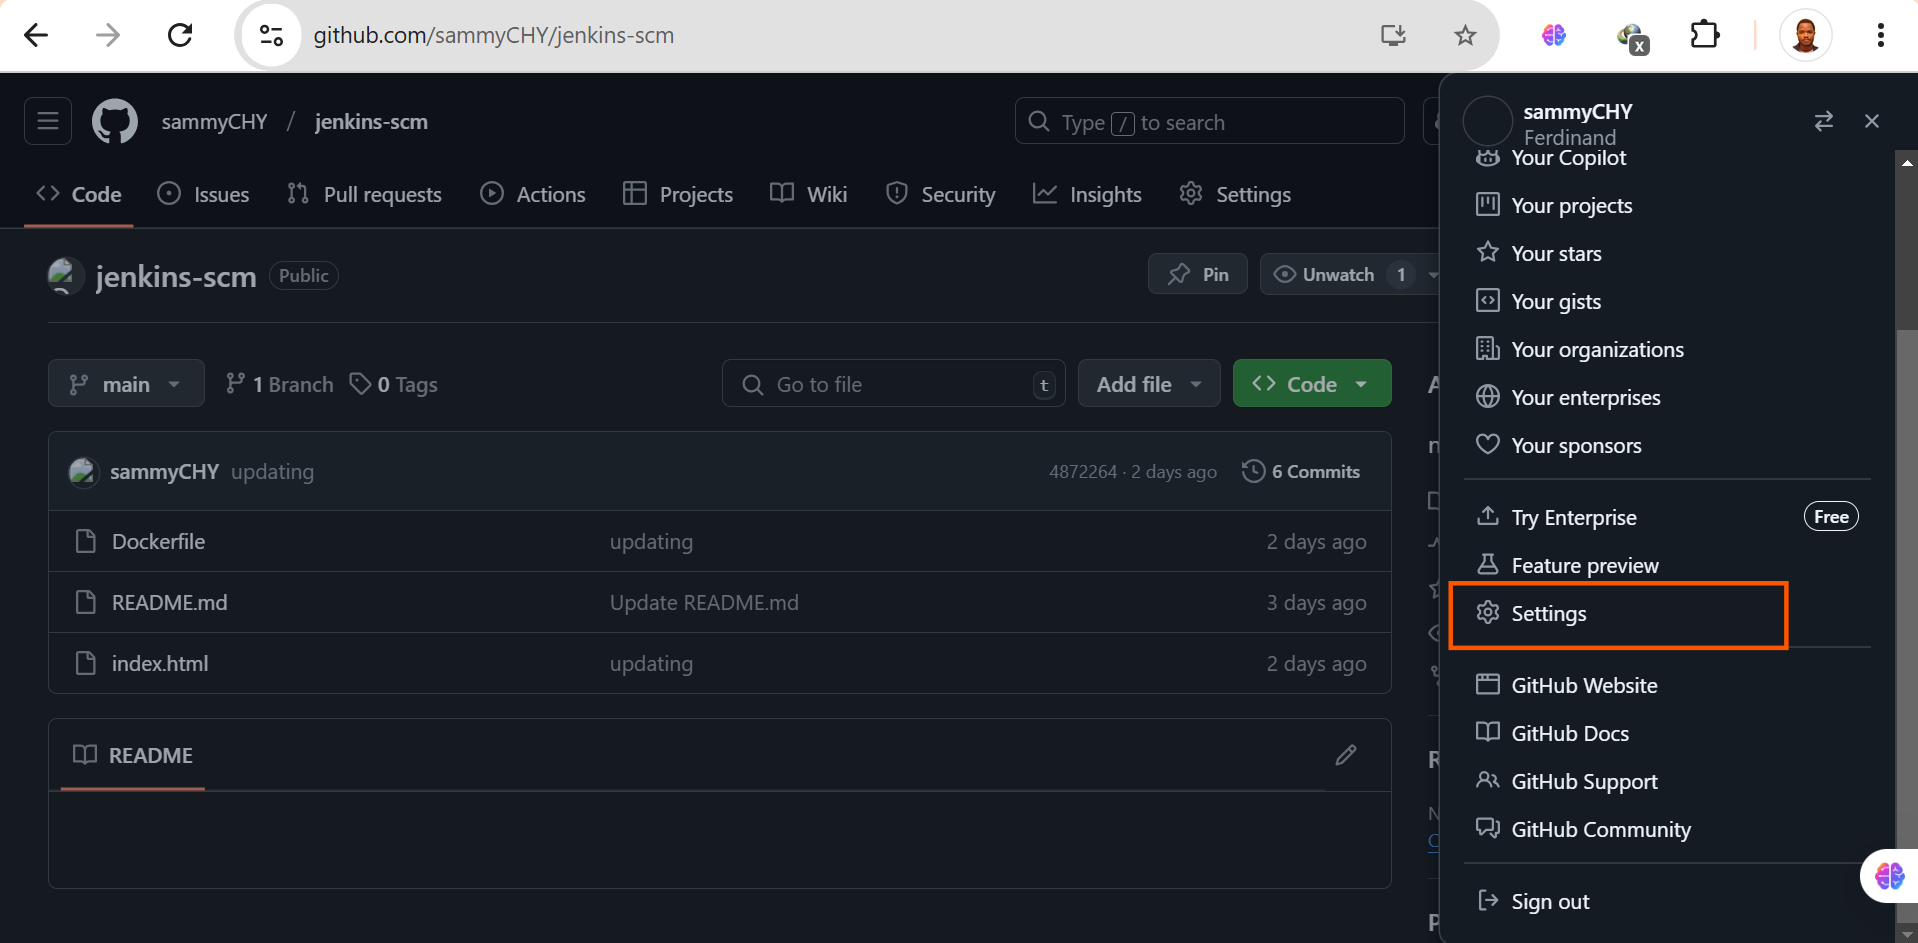 github.com/sammyCHY/jenkins-scm
x
sammyCHY / jenkins-scm
Type / to search
Code Issues Pull requests Actions Projects Wiki Security Insights Settings
jenkins-scm Public
Pin Unwatch 1
main 1 Branch 0 Tags
Go to file t Add file Code
sammyCHY updating 4872264 · 2 days ago 6 Commits
Dockerfile updating 2 days ago
README.md Update README.md 3 days ago
index.html updating 2 days ago
README
sammyCHY
Ferdinand
Your Copilot
Your projects
Your stars
Your gists
Your organizations
Your enterprises
Your sponsors
Try Enterprise Free
Feature preview
Settings
GitHub Website
GitHub Docs
GitHub Support
GitHub Community
Sign out